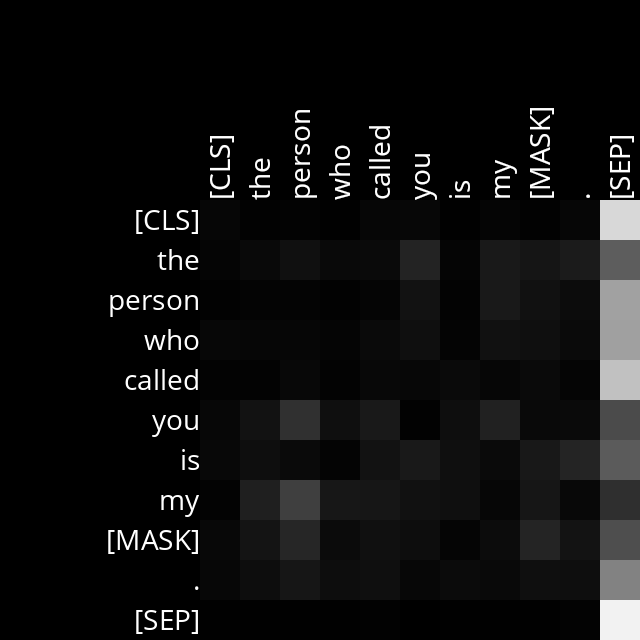 [CLS] the person who called you is my [MASK] . [SEP]
[CLS]
the
person
who
called
you
is
my
[MASK]
.
[SEP]